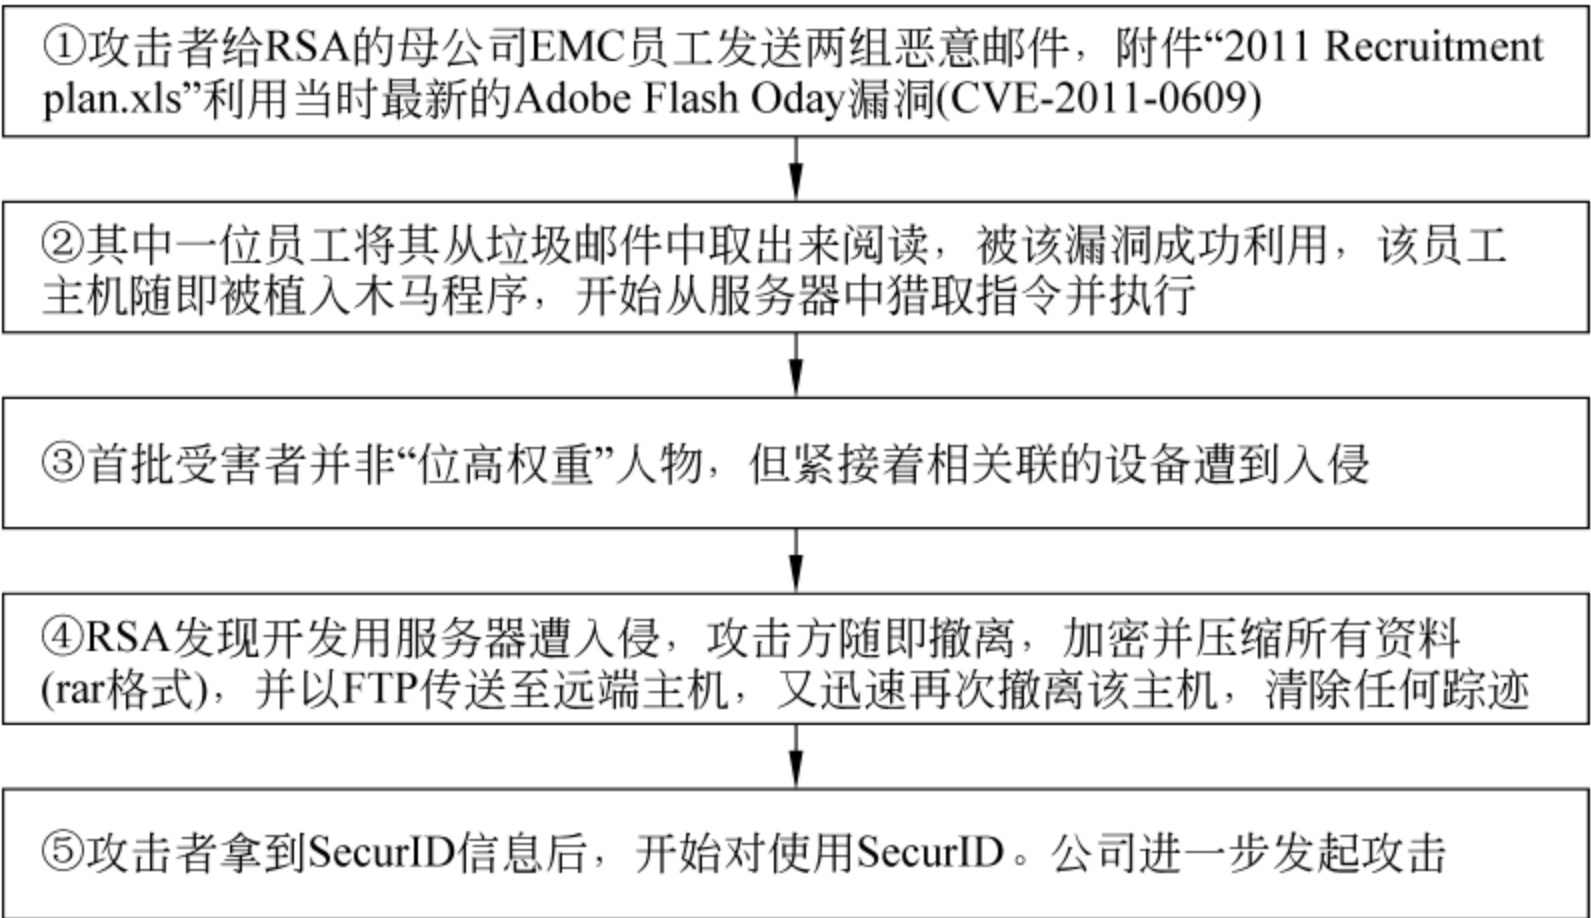 ①攻击者给RSA的母公司EMC员工发送两组恶意邮件，附件“2011 Recruitment
plan.xls”利用当时最新的Adobe Flash Oday漏洞(CVE-2011-0609)
②其中一位员工将其从垃圾邮件中取出来阅读，被该漏洞成功利用，该员工
主机随即被植入木马程序，开始从服务器中猎取指令并执行
③首批受害者并非“位高权重”人物，但紧接着相关联的设备遭到入侵
④RSA发现开发用服务器遭入侵，攻击方随即撤离，加密并压缩所有资料
(rar格式)，并以FTP传送至远端主机，又迅速再次撤离该主机，清除任何踪迹
⑤攻击者拿到SecurID信息后，开始对使用SecurID。公司进一步发起攻击